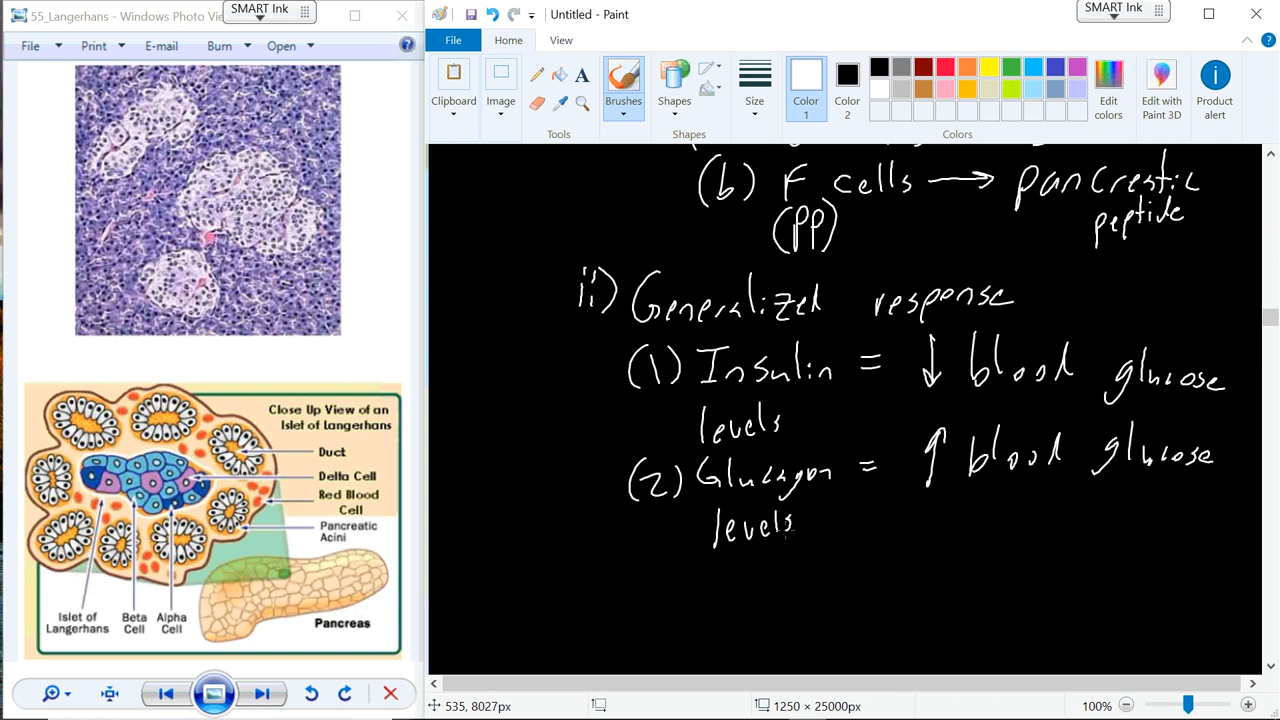 55_Langerhans - Windows Photo Vie
SMART Ink
File Print E-mail Burn Open
Close Up View of an
Islet of Langerhans
Duct
Delta Cell
Red Blood
Cell
Pancreatic
Acini
Islet of
Langerhans
Beta
Cell
Alpha
Cell
Pancreas
Untitled - Paint
SMART Ink
File Home View
Clipboard
Image
Tools
Brushes
Shapes
Shapes
Size
Color
1
Color
2
Edit
colors
Colors
Edit with
Paint 3D
Product
alert
(b) F cells → pancrestic
(PP) peptide
ii) Generalized response
(1) Insulin = ↓ blood glucose
levels
(2) Glucagon = ↑ blood glucose
levels
535, 8027px
1250 × 25000px
100%